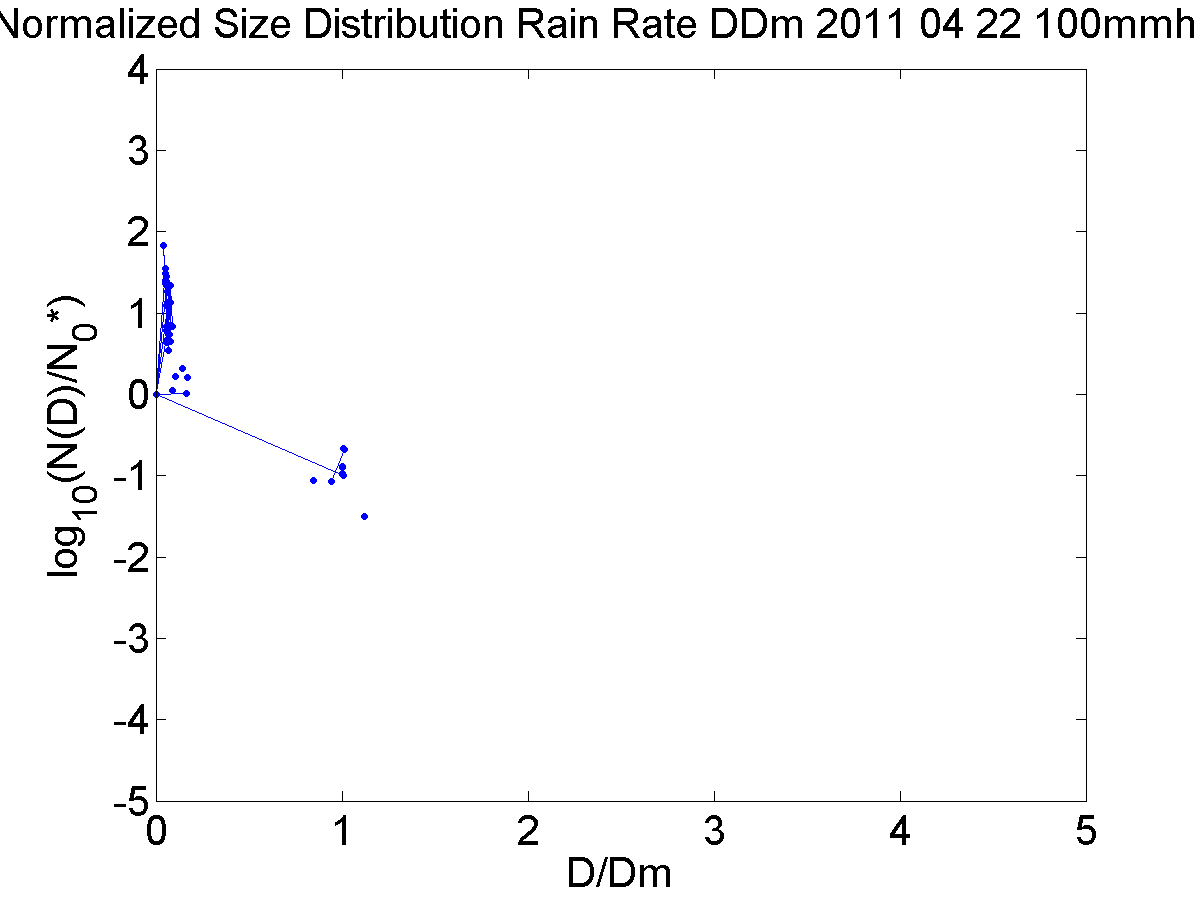 Normalized Size Distribution Rain Rate DDm 2011 04 22 100mmh
4
3
2
1
0
-1
-2
-3
-4
-5
log10(N(D)/N0*)
0 1 2 3 4 5
D/Dm